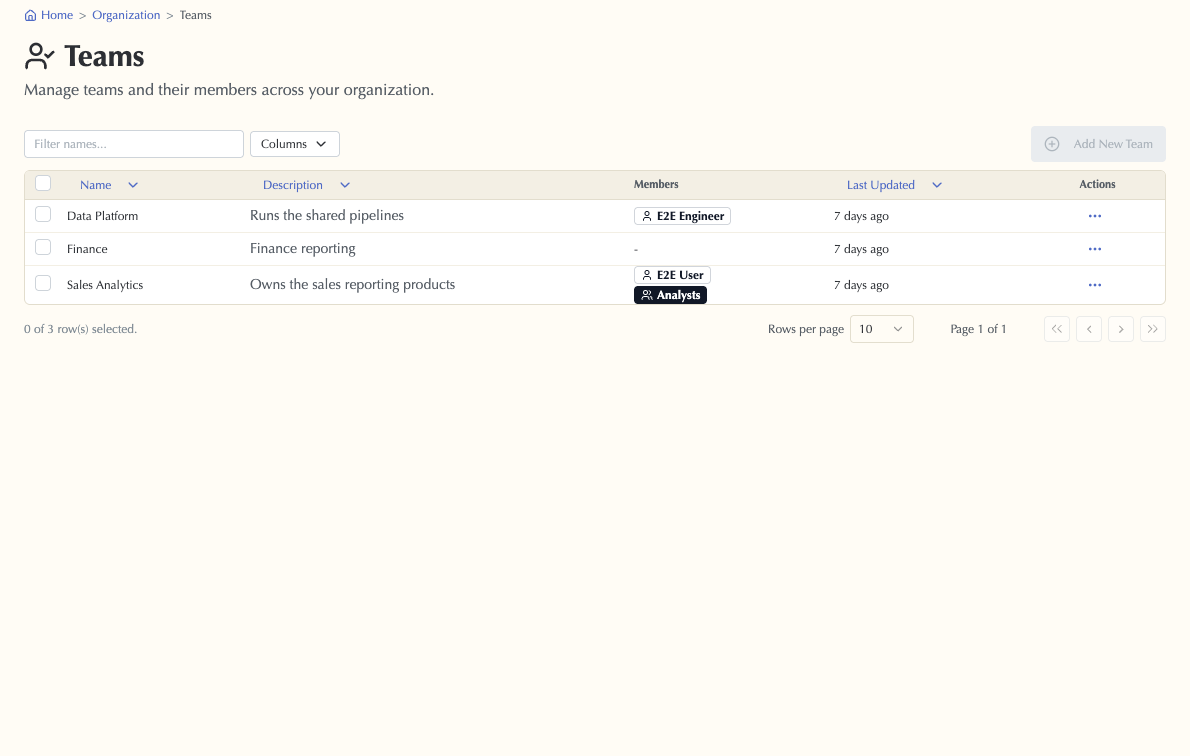 Home > Organization > Teams
Teams
Manage teams and their members across your organization.
Filter names...
Columns
Add New Team
Name Description Members Last Updated Actions
Data Platform Runs the shared pipelines E2E Engineer 7 days ago
Finance Finance reporting - 7 days ago
Sales Analytics Owns the sales reporting products E2E User Analysts 7 days ago
0 of 3 row(s) selected.
Rows per page 10 Page 1 of 1